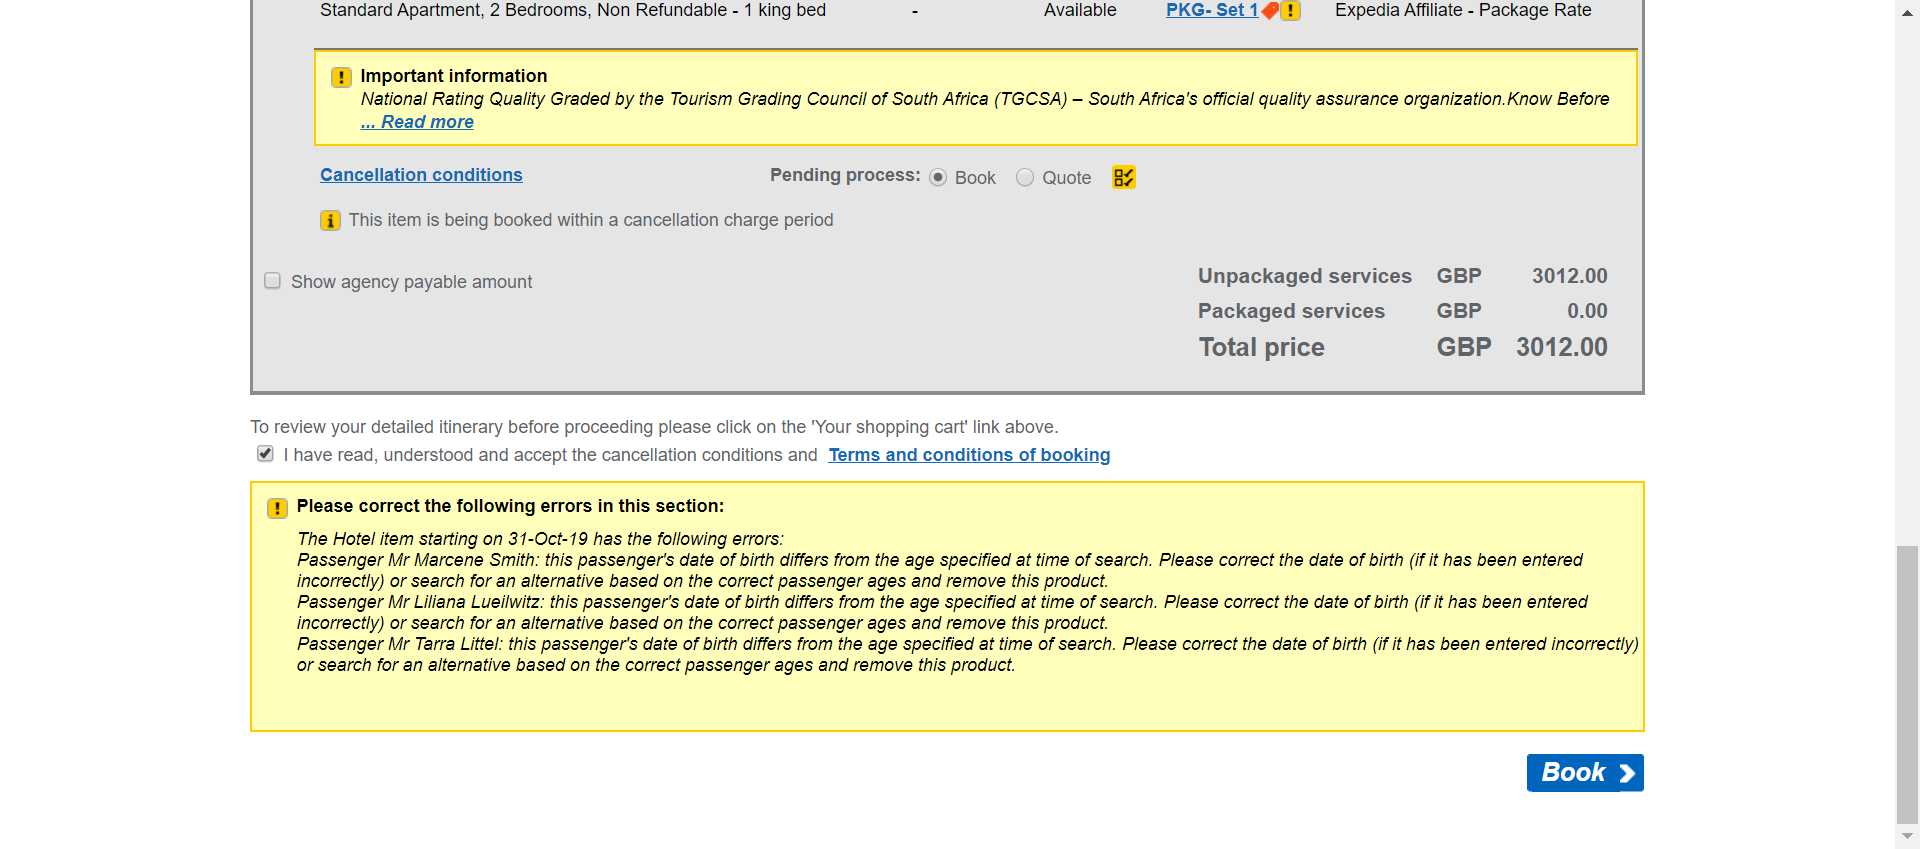 Standard Apartment, 2 Bedrooms, Non Refundable - 1 king bed - Available PKG- Set 1 Expedia Affiliate - Package Rate
Important information
National Rating Quality Graded by the Tourism Grading Council of South Africa (TGCSA) – South Africa's official quality assurance organization.Know Before
... Read more
Cancellation conditions Pending process: Book Quote
This item is being booked within a cancellation charge period
Show agency payable amount
Unpackaged services GBP 3012.00
Packaged services GBP 0.00
Total price GBP 3012.00
To review your detailed itinerary before proceeding please click on the 'Your shopping cart' link above.
I have read, understood and accept the cancellation conditions and Terms and conditions of booking
Please correct the following errors in this section:
The Hotel item starting on 31-Oct-19 has the following errors:
Passenger Mr Marcene Smith: this passenger's date of birth differs from the age specified at time of search. Please correct the date of birth (if it has been entered
incorrectly) or search for an alternative based on the correct passenger ages and remove this product.
Passenger Mr Liliana Lueilwitz: this passenger's date of birth differs from the age specified at time of search. Please correct the date of birth (if it has been entered
incorrectly) or search for an alternative based on the correct passenger ages and remove this product.
Passenger Mr Tarra Littel: this passenger's date of birth differs from the age specified at time of search. Please correct the date of birth (if it has been entered incorrectly)
or search for an alternative based on the correct passenger ages and remove this product.
Book